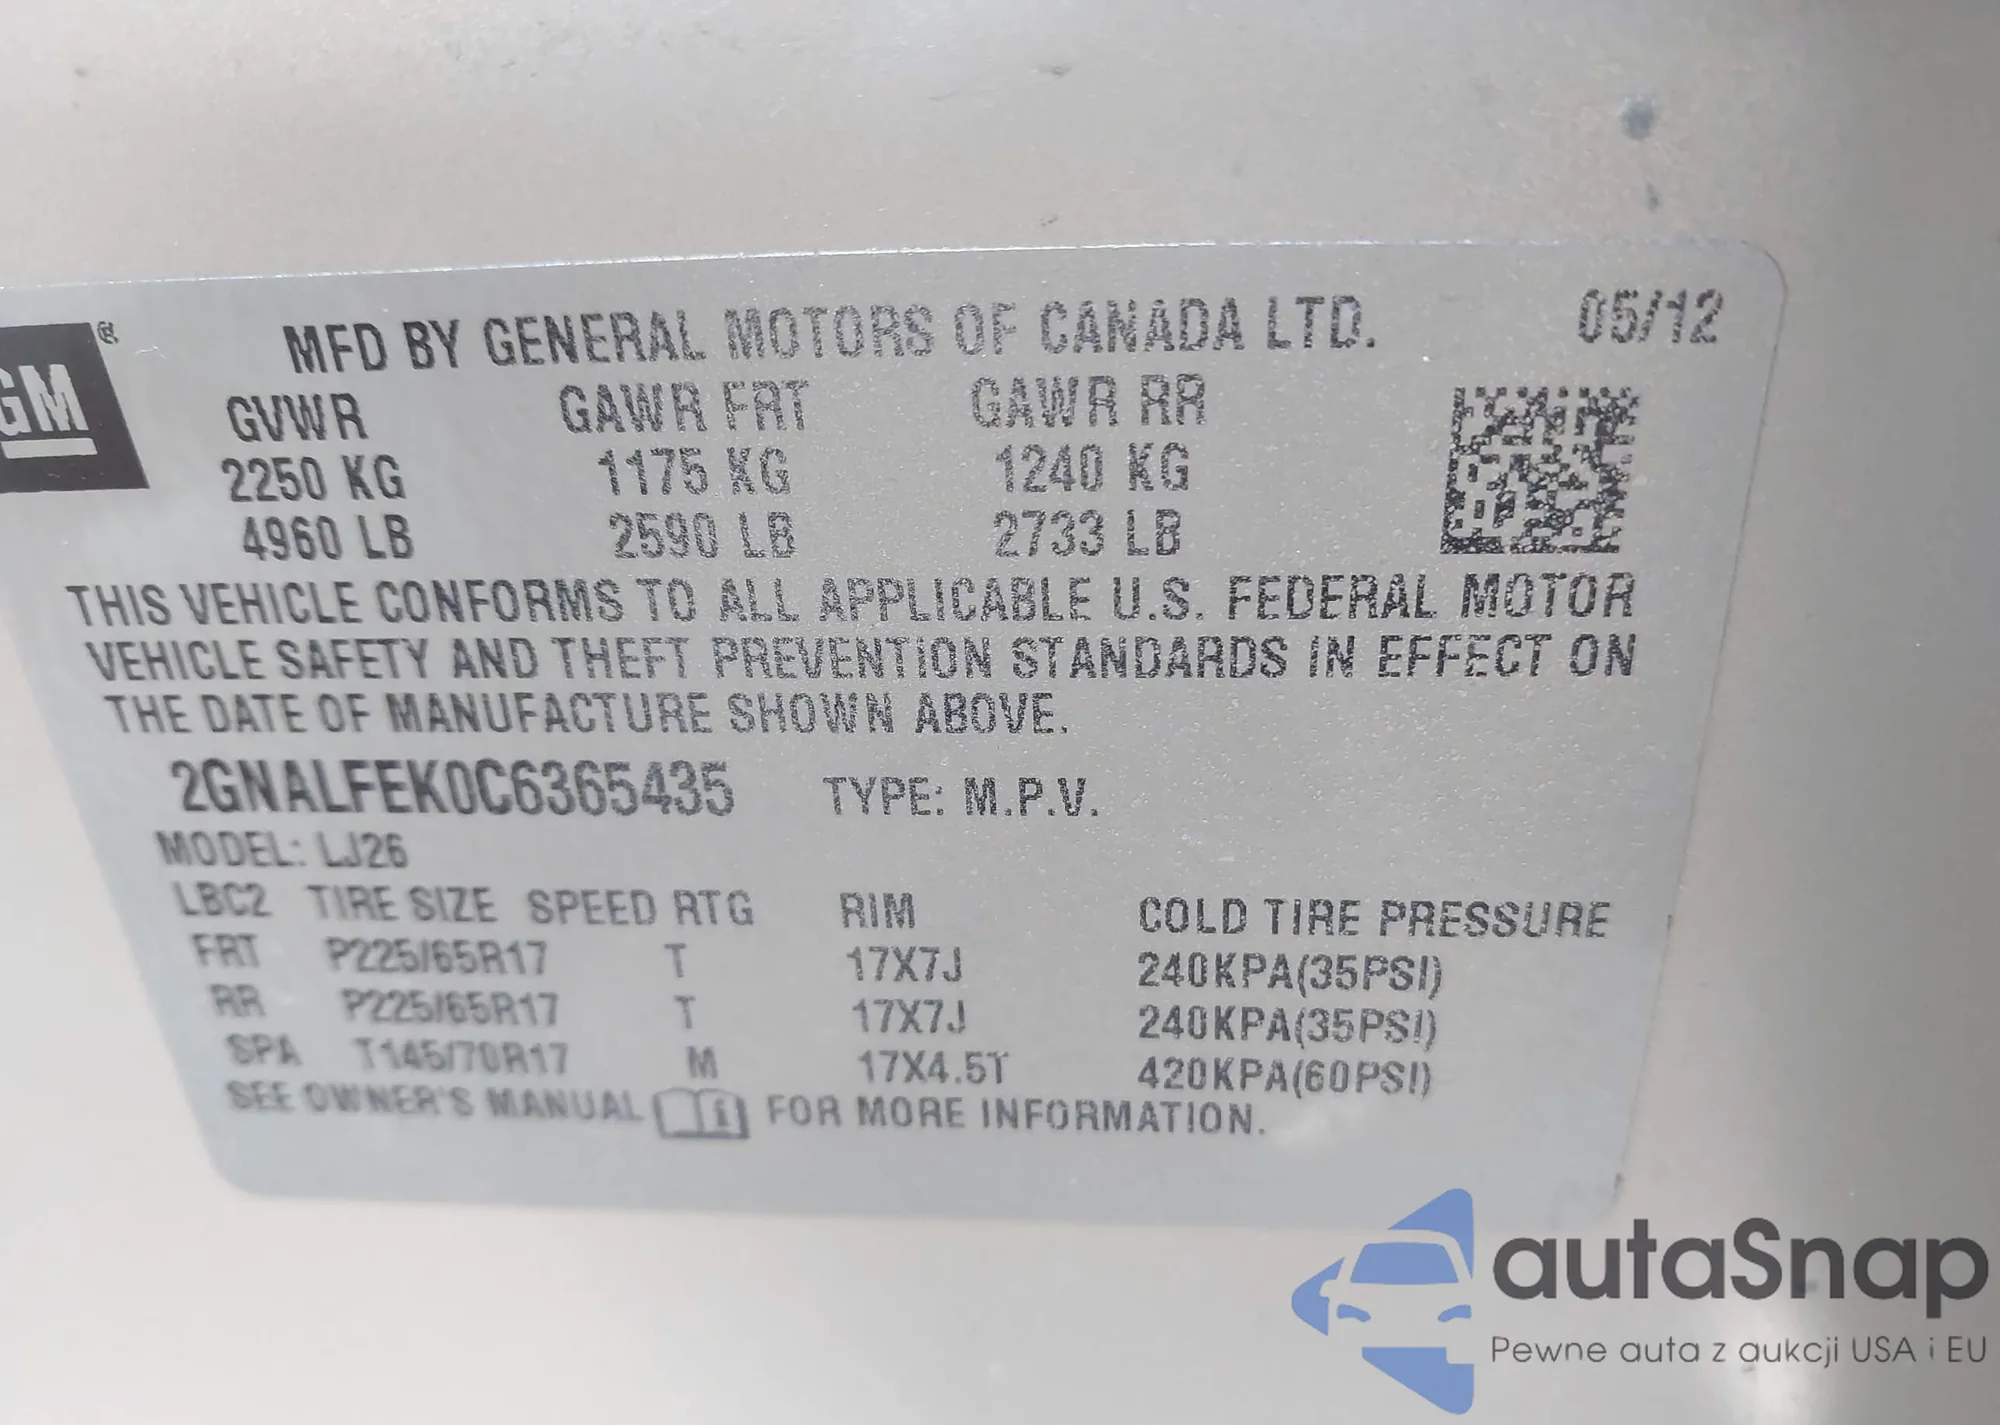 GM ®
MFD BY GENERAL MOTORS OF CANADA LTD. 05/12
GVWR GAWR FRT GAWR RR
2250 KG 1175 KG 1240 KG
4960 LB 2590 LB 2733 LB
THIS VEHICLE CONFORMS TO ALL APPLICABLE U.S. FEDERAL MOTOR
VEHICLE SAFETY AND THEFT PREVENTION STANDARDS IN EFFECT ON
THE DATE OF MANUFACTURE SHOWN ABOVE.
2GNALFEK0C6365435 TYPE: M.P.V.
MODEL: LJ26
LBC2 TIRE SIZE SPEED RTG RIM COLD TIRE PRESSURE
FRT P225/65R17 T 17X7J 240KPA(35PSI)
RR P225/65R17 T 17X7J 240KPA(35PSI)
SPA T145/70R17 M 17X4.5T 420KPA(60PSI)
SEE OWNER'S MANUAL i FOR MORE INFORMATION.
autaSnap
Pewne auta z aukcji USA i EU